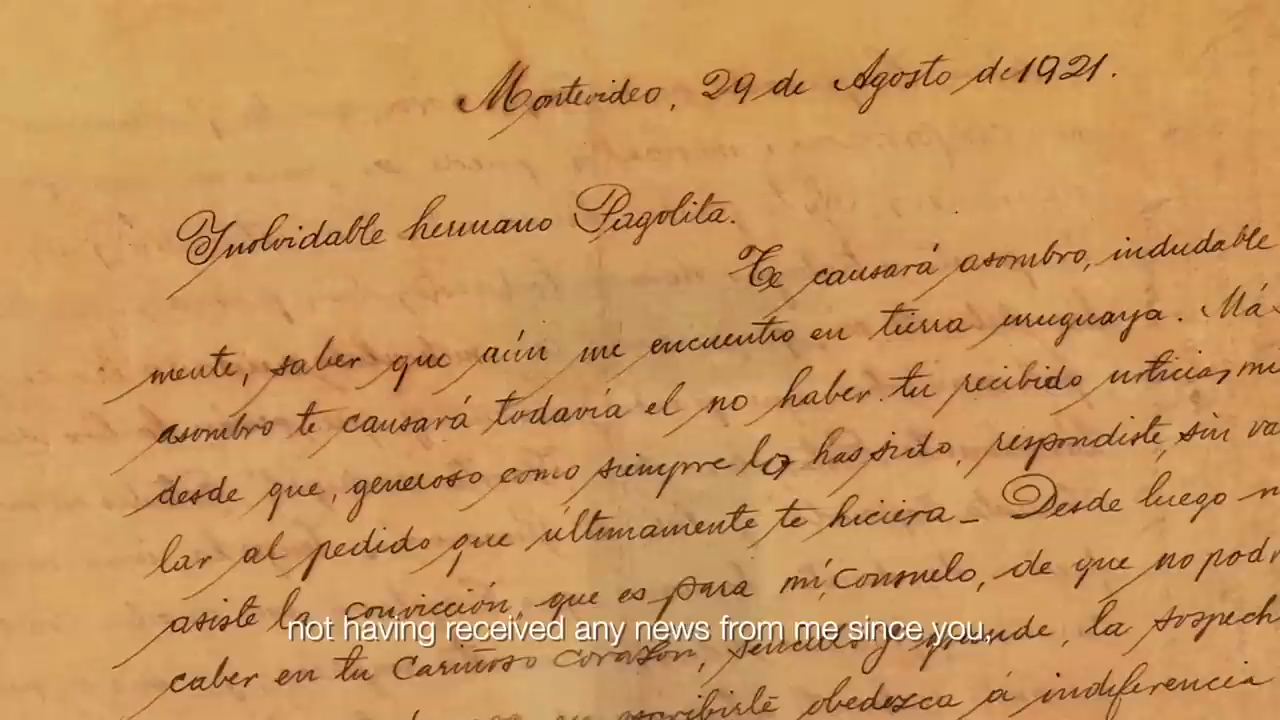 Montevideo, 29 de Agosto de 1921.
Inolvidable hermano Pagolita.
Te causará asombro, indudable
mente, saber que aún me encuentro en tierra uruguaya. Más
asombro te causará todavía el no haber tu recibido noticias mi
desde que, generoso como siempre lo has sido, respondiste, sin va
lar al pedido que últimamente te hiciera - Desde luego m
asiste la convicción, que es para mí, consuelo, de que no podr
not having received any news from me since you,
caber en tu cariñoso corazón, sencillo y grande, la sospech
escribirte obedezca á indiferencia